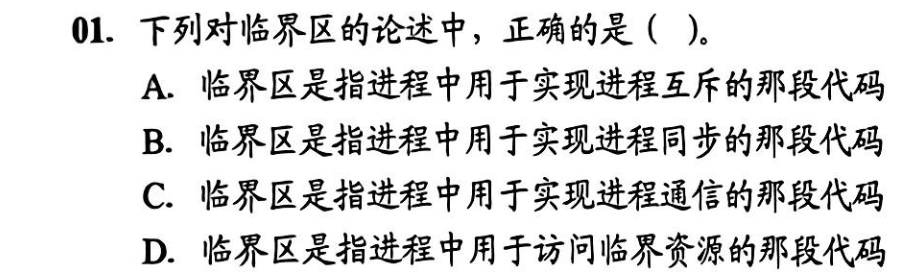 01. 下列对临界区的论述中，正确的是（ ）。
A. 临界区是指进程中用于实现进程互斥的那段代码
B. 临界区是指进程中用于实现进程同步的那段代码
C. 临界区是指进程中用于实现进程通信的那段代码
D. 临界区是指进程中用于访问临界资源的那段代码